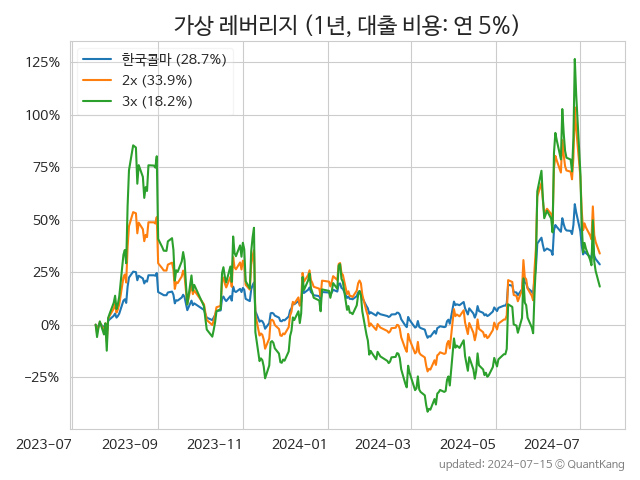 가상 레버리지 (1년, 대출 비용: 연 5%)
한국콜마 (28.7%)
2x (33.9%)
3x (18.2%)
125%
100%
75%
50%
25%
0%
−25%
2023-07 2023-09 2023-11 2024-01 2024-03 2024-05 2024-07
updated: 2024-07-15 © QuantKang